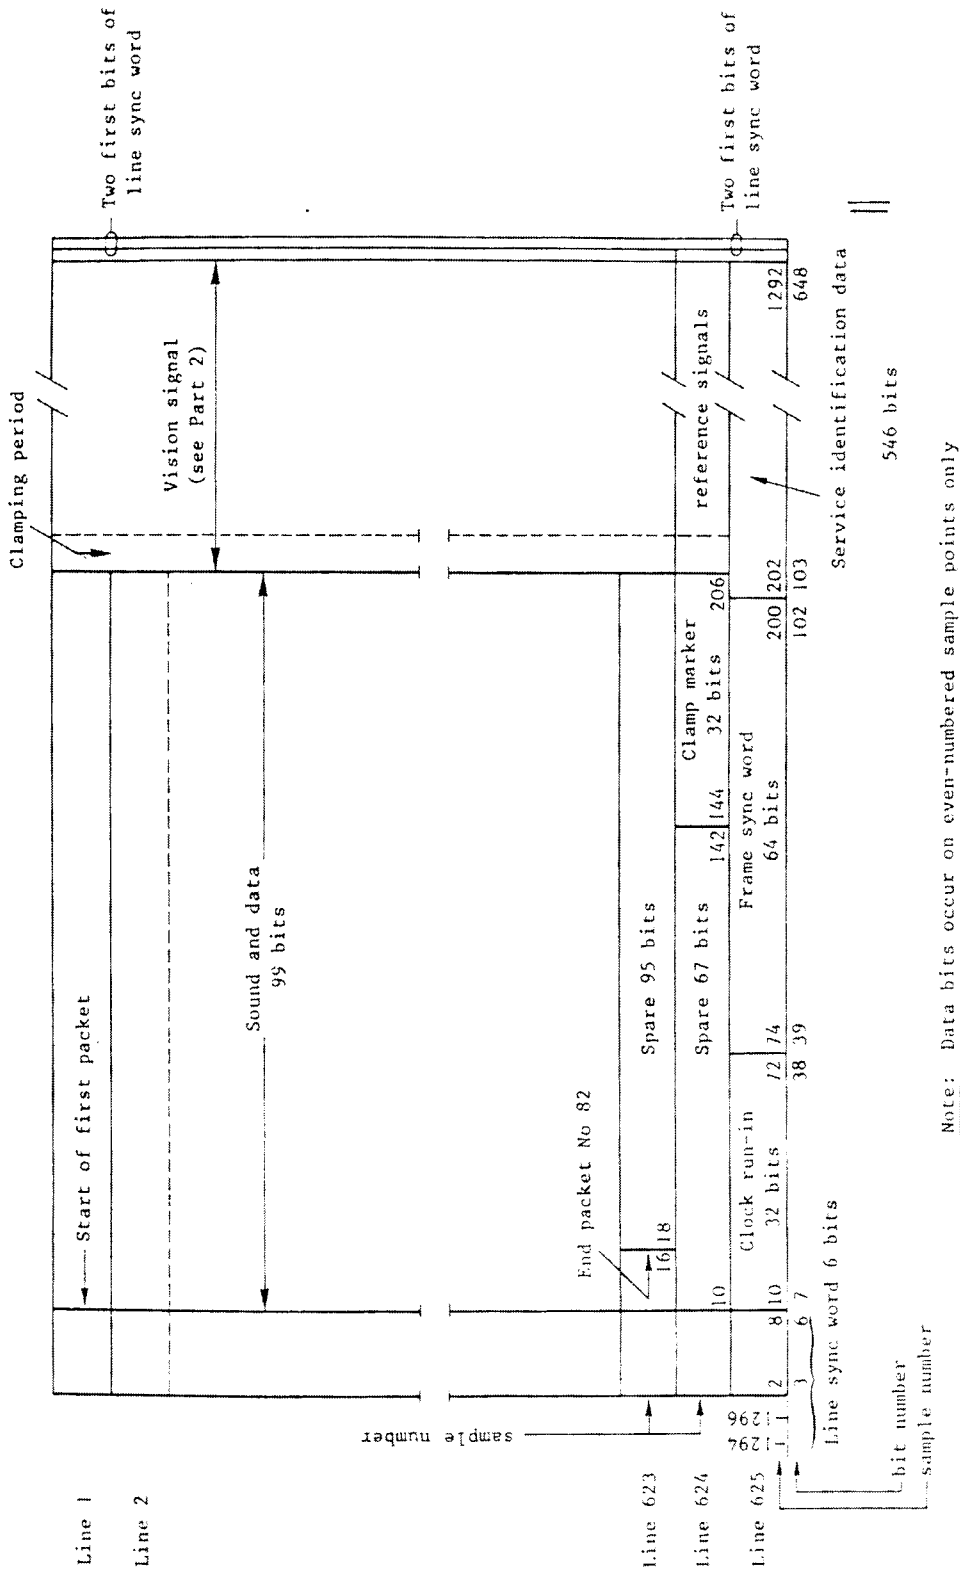 Clamping period
Two first bits of
line sync word
Line 1
Start of first packet
Line 2
Vision signal
(see Part 2)
Sound and data
99 bits
sample number
End packet No 82
Line 623
16 18
Spare 95 bits
Line 624
10
Spare 67 bits
142 144
Clamp marker
32 bits
206
reference signals
Line 625
1294
1296
2
8 10
Clock run-in
32 bits
72 74
Frame sync word
64 bits
200 202
1292
3
6 7
38 39
102 103
648
Two first bits of
line sync word
Line sync word 6 bits
bit number
sample number
Service identification data
546 bits
Note: Data bits occur on even-numbered sample points only